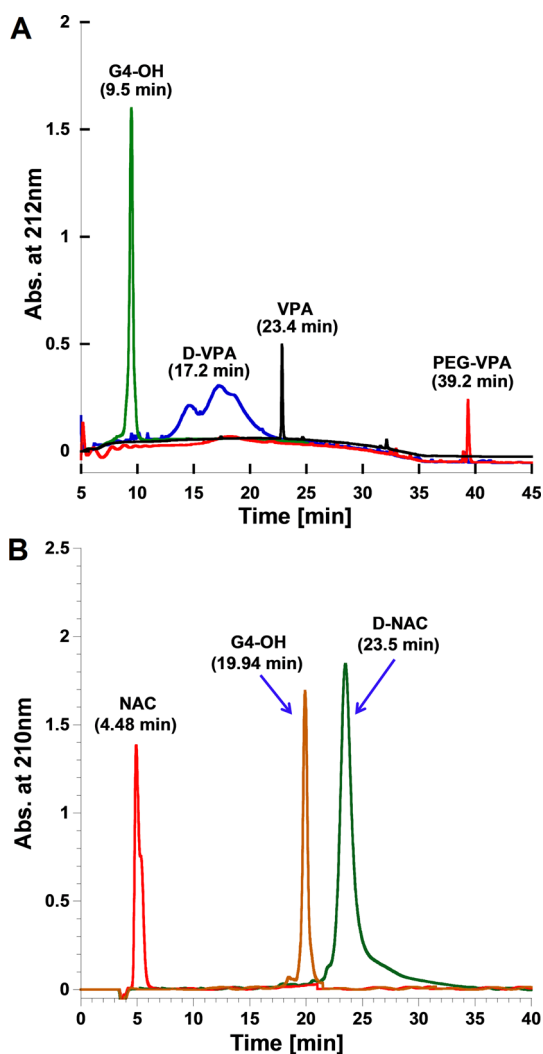 A
2
G4-OH
(9.5 min)
1.5
1
VPA
(23.4 min)
0.5
D-VPA
(17.2 min)
PEG-VPA
(39.2 min)
0
Abs. at 212nm
5 10 15 20 25 30 35 40 45
Time [min]
B
2.5
D-NAC
(23.5 min)
2
G4-OH
(19.94 min)
NAC
(4.48 min)
1.5
1
0.5
0
Abs. at 210nm
0 5 10 15 20 25 30 35 40
Time [min]